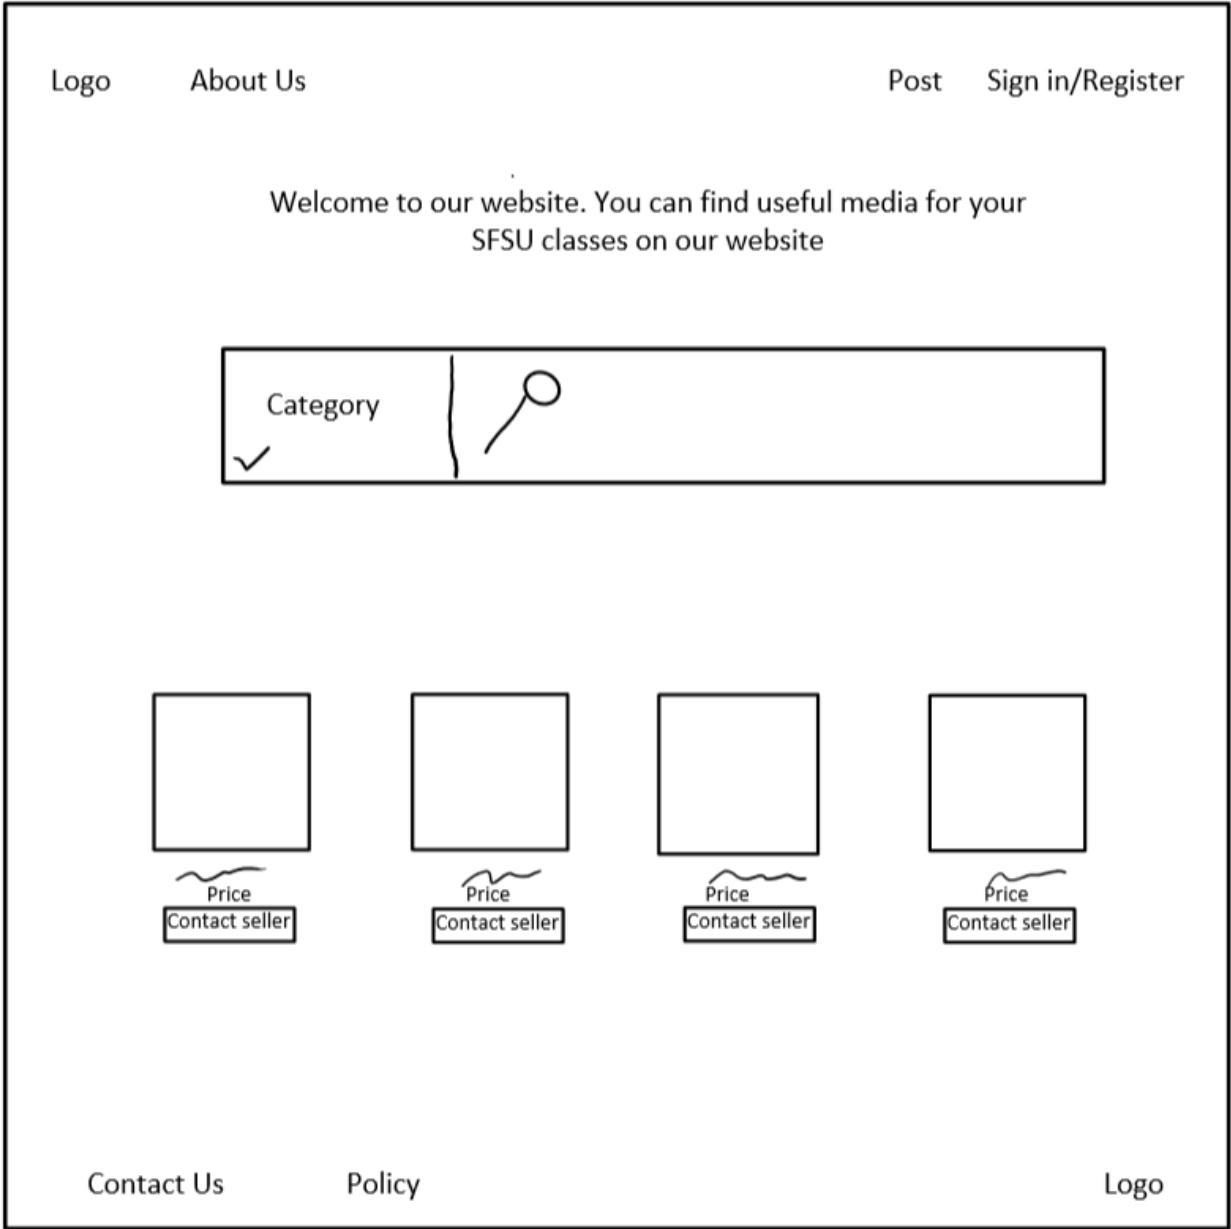 Logo About Us Post Sign in/Register
Welcome to our website. You can find useful media for your
SFSU classes on our website
Category
Price Price Price Price
Contact seller Contact seller Contact seller Contact seller
Contact Us Policy Logo